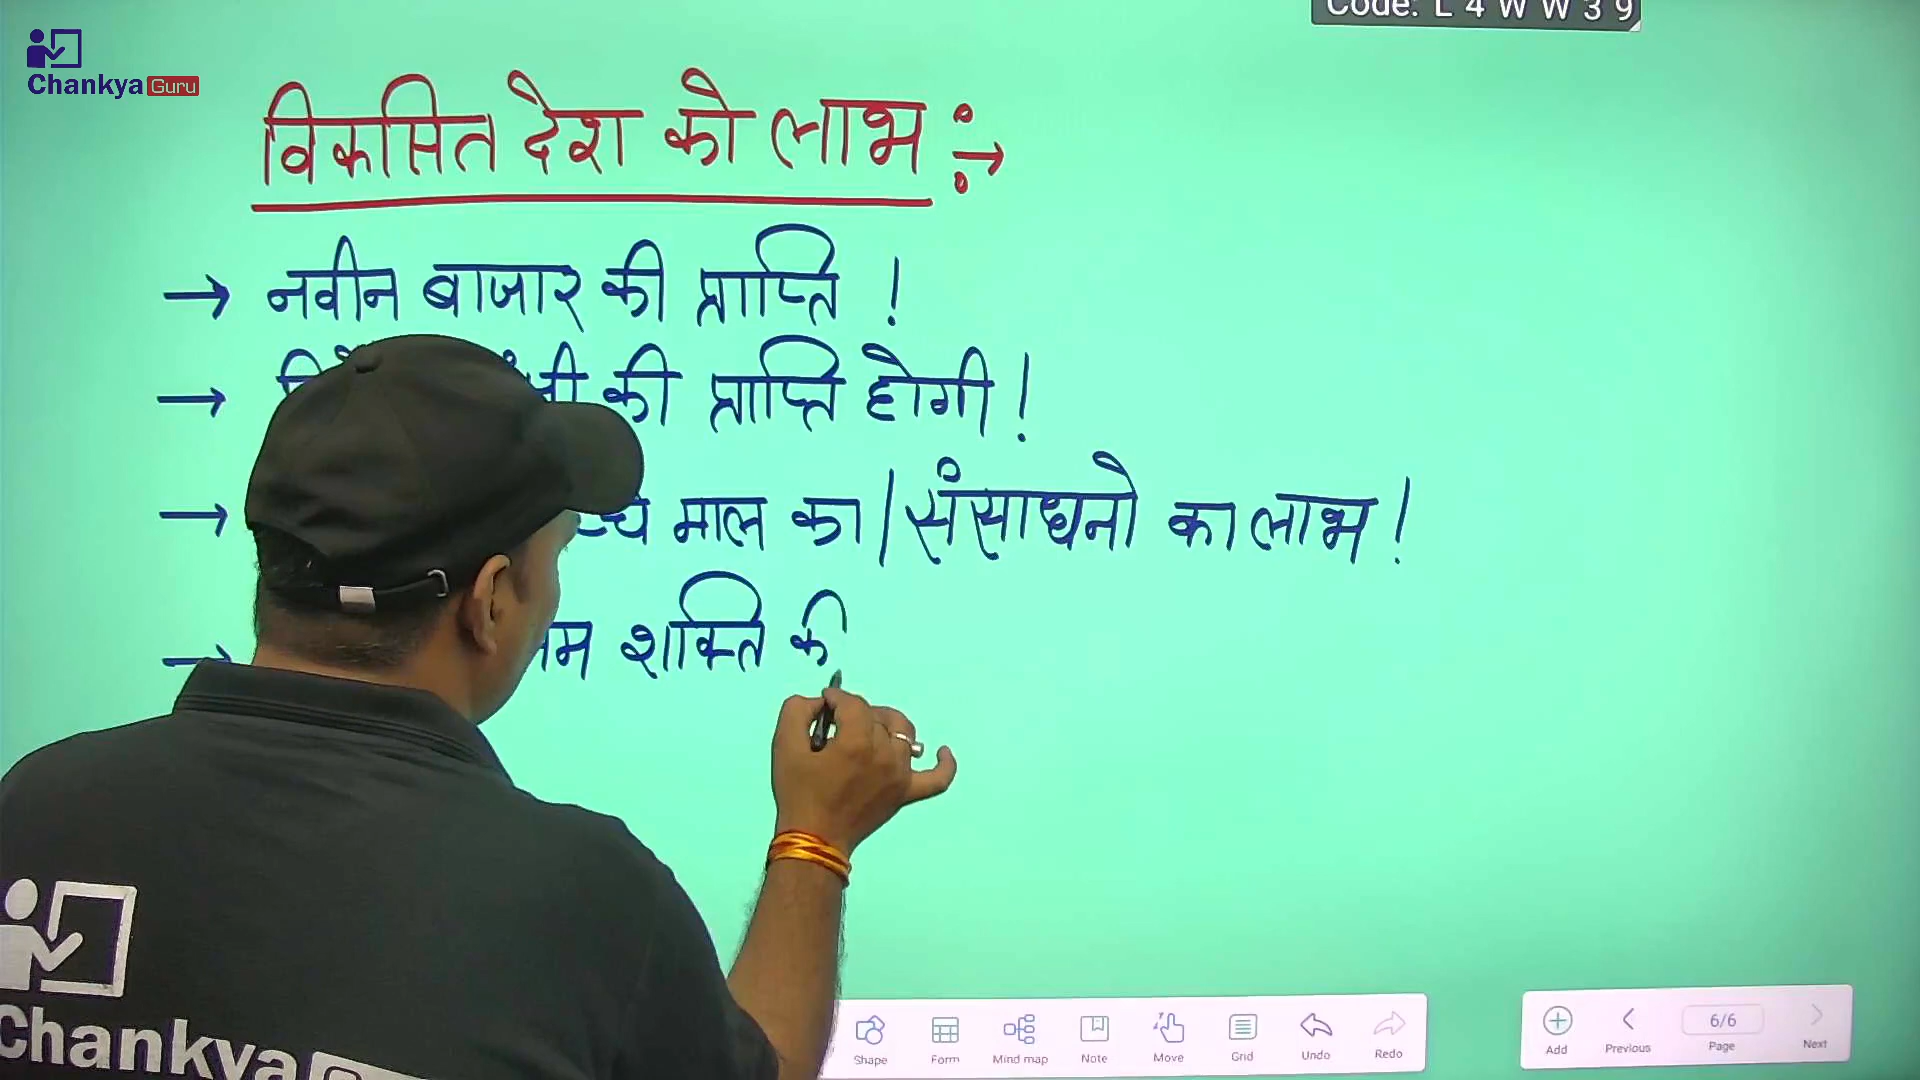 Code: L 4 W W 3 9
Chankya Guru
विकसित देश को लाभ :→
→ नवीन बाजार की प्राप्ति !
→ की प्राप्ति होगी !
→ माल का / संसाधनो का लाभ !
→ शक्ति की
Chankya
Shape Form Mind map Note Move Grid Undo Redo
Add Previous 6/6 Page Next